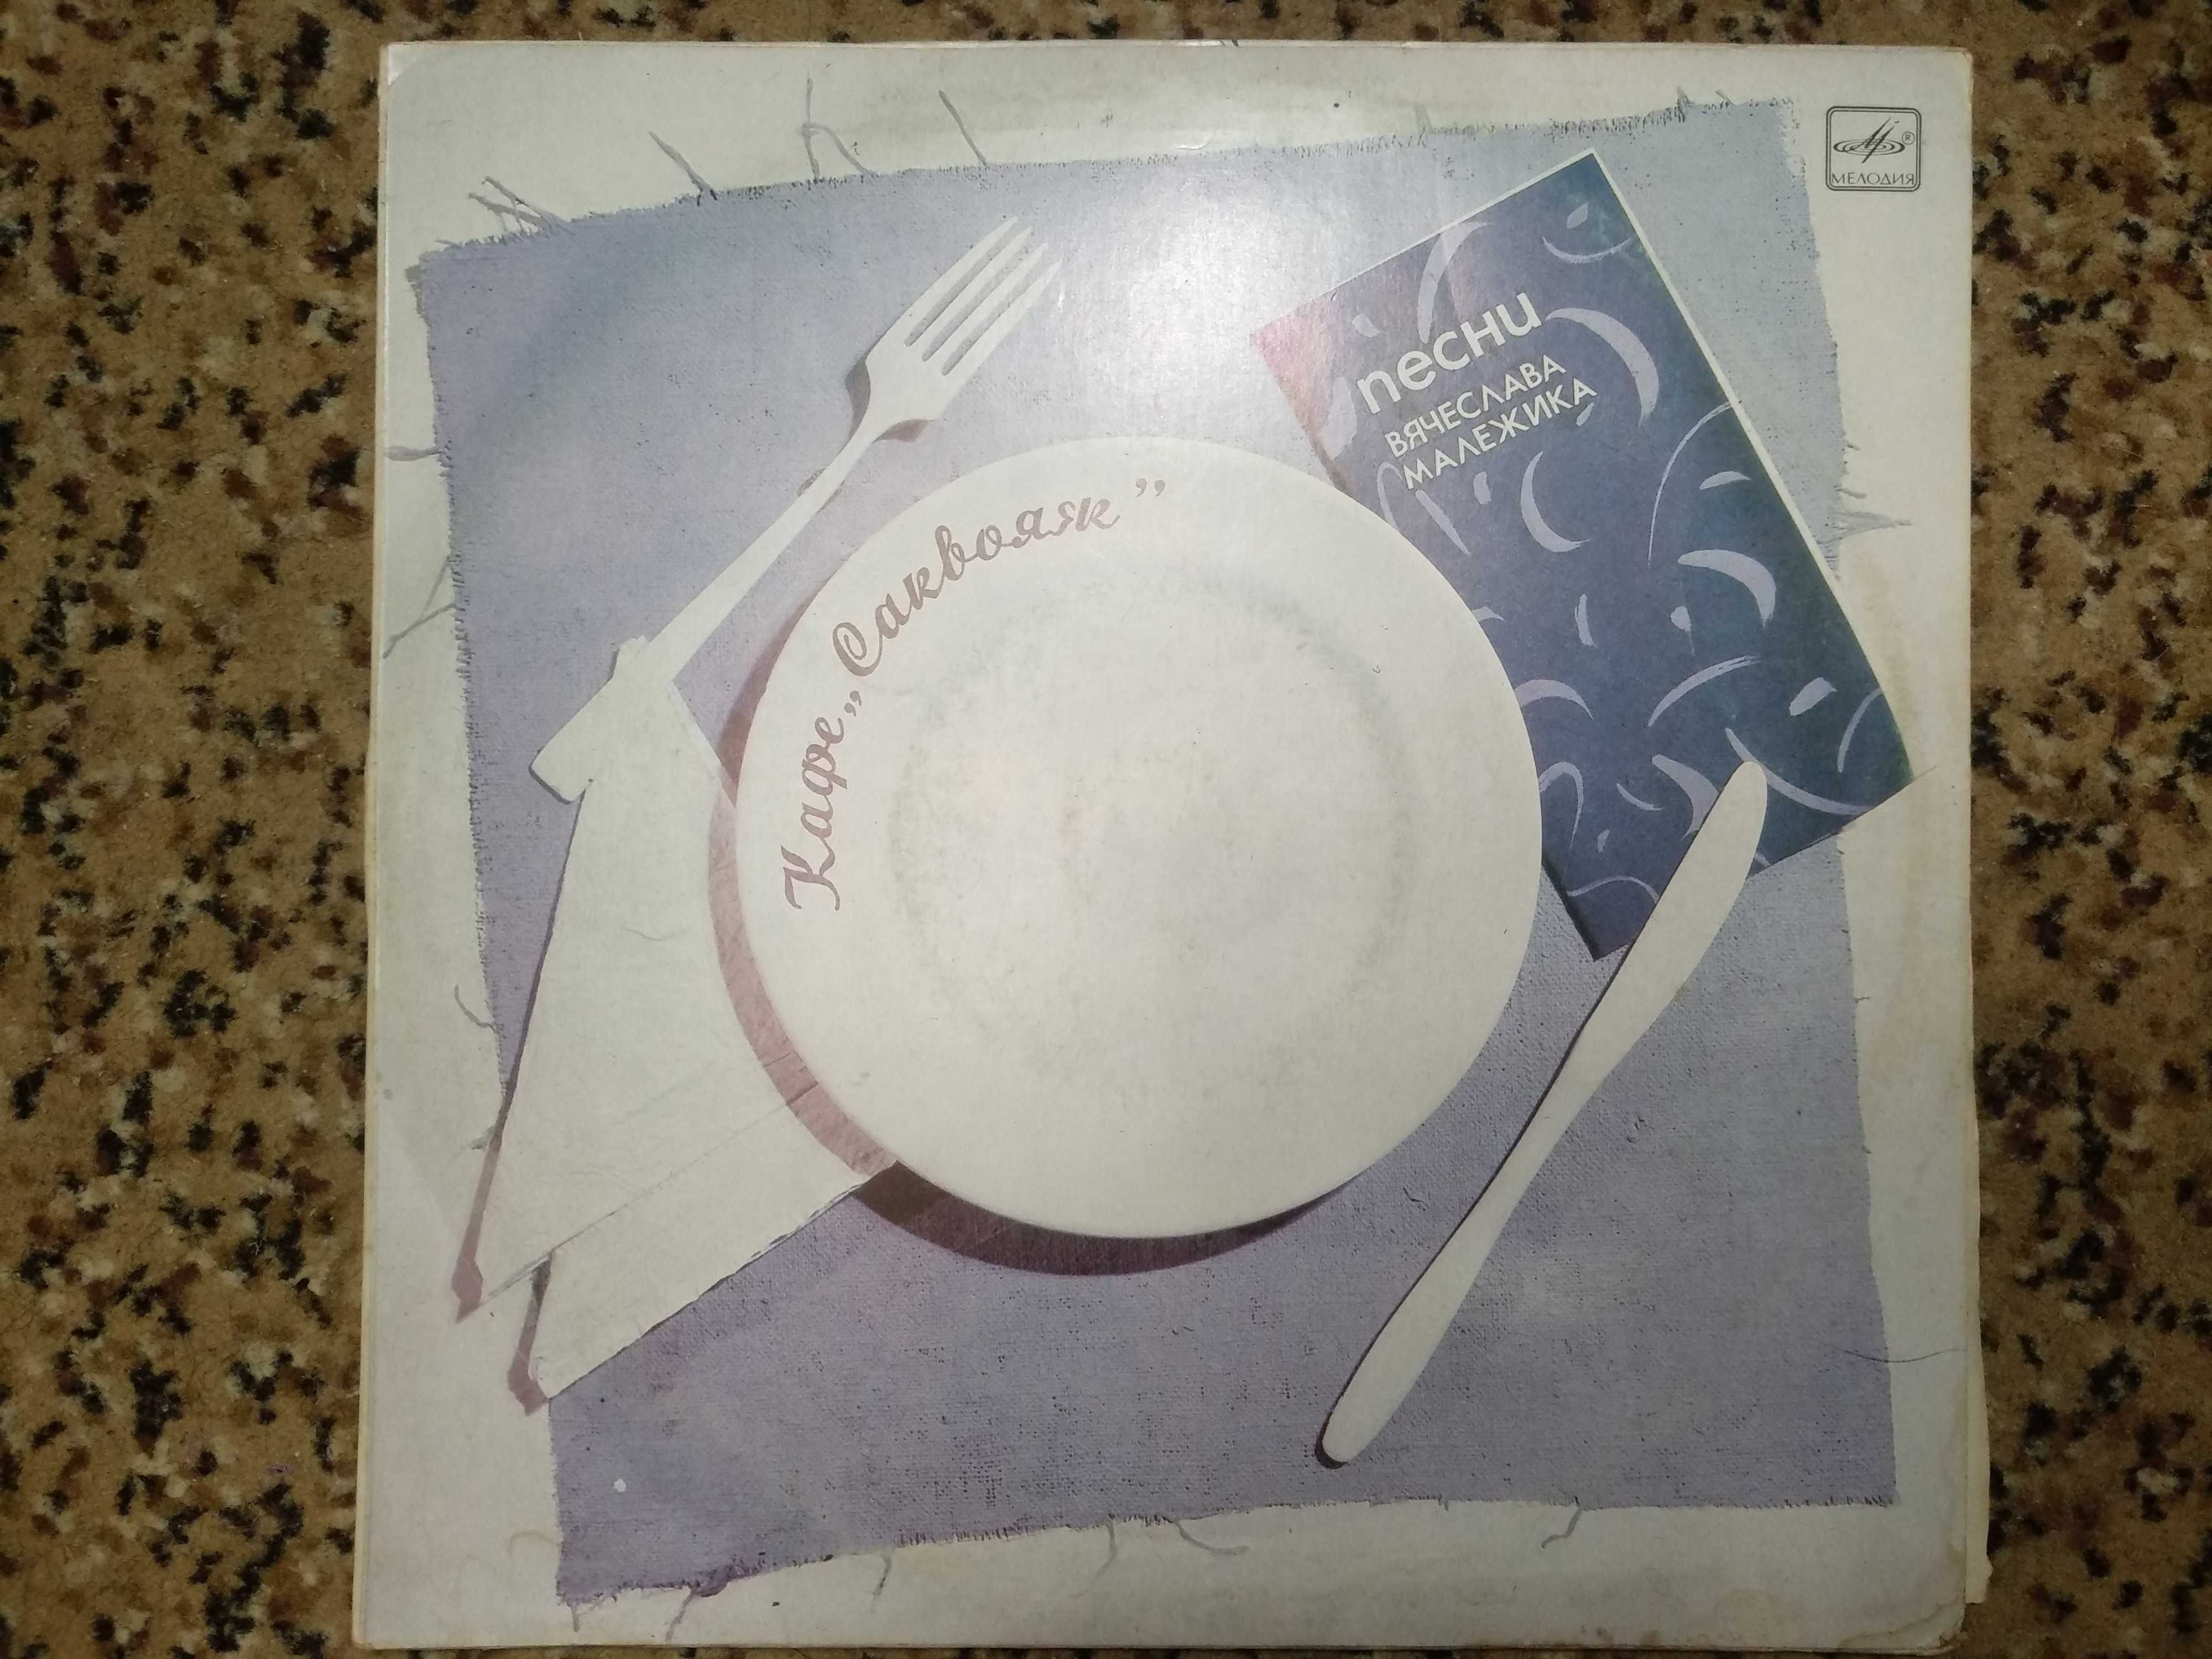 МЕЛОДИЯ
песни
ВЯЧЕСЛАВА
МАЛЕЖИКА
Кафе „Саквояж”